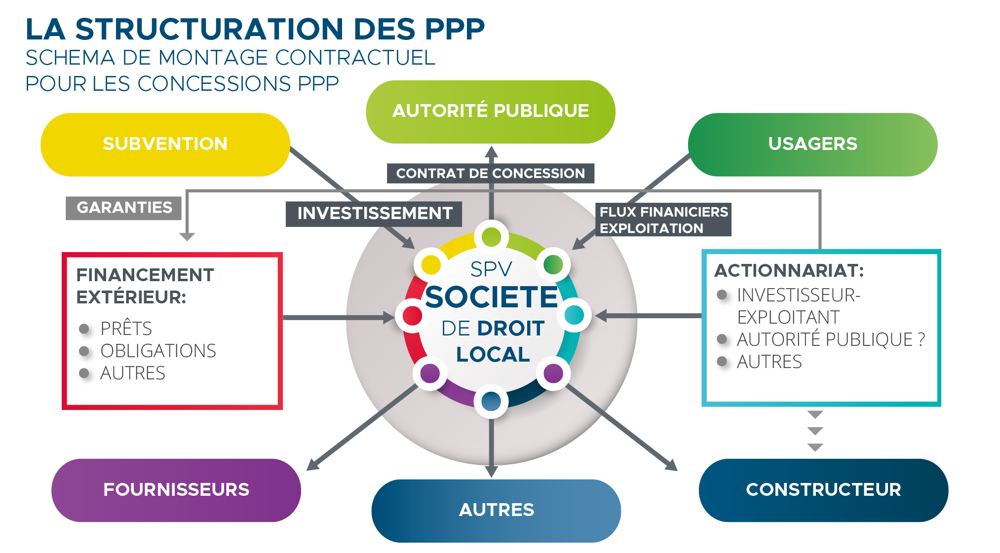 LA STRUCTURATION DES PPP
SCHEMA DE MONTAGE CONTRACTUEL
POUR LES CONCESSIONS PPP
AUTORITÉ PUBLIQUE
SUBVENTION
USAGERS
CONTRAT DE CONCESSION
GARANTIES
INVESTISSEMENT
FLUX FINANICIERS
EXPLOITATION
FINANCEMENT
EXTÉRIEUR:
PRÊTS
OBLIGATIONS
AUTRES
SPV
SOCIETE
DE DROIT
LOCAL
ACTIONNARIAT:
INVESTISSEUR-
EXPLOITANT
AUTORITÉ PUBLIQUE ?
AUTRES
FOURNISSEURS
AUTRES
CONSTRUCTEUR